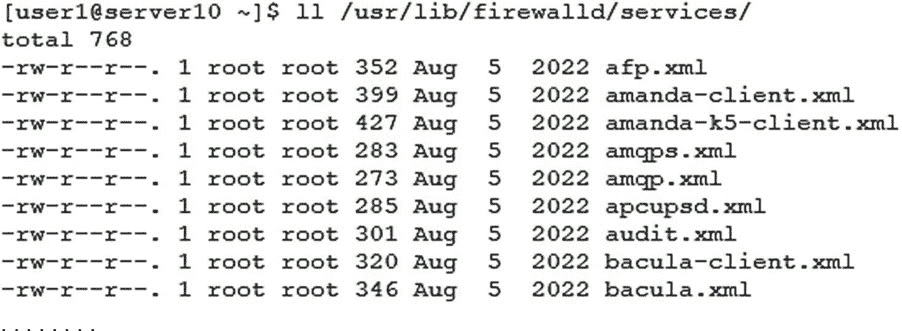 [user1@server10 ~]$ ll /usr/lib/firewalld/services/
total 768
-rw-r--r--. 1 root root 352 Aug  5  2022 afp.xml
-rw-r--r--. 1 root root 399 Aug  5  2022 amanda-client.xml
-rw-r--r--. 1 root root 427 Aug  5  2022 amanda-k5-client.xml
-rw-r--r--. 1 root root 283 Aug  5  2022 amqps.xml
-rw-r--r--. 1 root root 273 Aug  5  2022 amqp.xml
-rw-r--r--. 1 root root 285 Aug  5  2022 apcupsd.xml
-rw-r--r--. 1 root root 301 Aug  5  2022 audit.xml
-rw-r--r--. 1 root root 320 Aug  5  2022 bacula-client.xml
-rw-r--r--. 1 root root 346 Aug  5  2022 bacula.xml
........